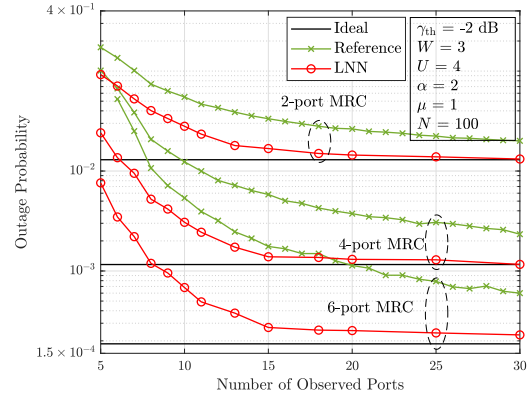 4 × 10⁻¹
10⁻²
10⁻³
1.5 × 10⁻⁴
Outage Probability
Ideal
Reference
LNN
γth = -2 dB
W = 3
U = 4
α = 2
μ = 1
N = 100
2-port MRC
4-port MRC
6-port MRC
5 10 15 20 25 30
Number of Observed Ports